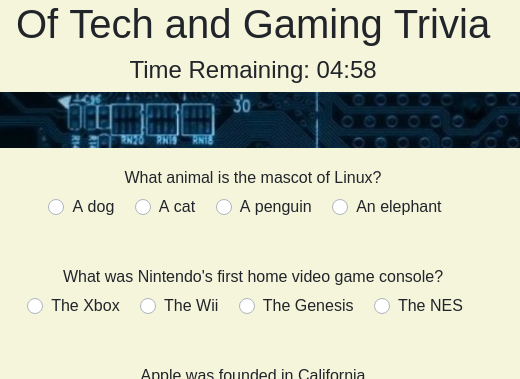 Of Tech and Gaming Trivia
Time Remaining: 04:58
30
RN20 RN19 RN18
What animal is the mascot of Linux?
A dog A cat A penguin An elephant
What was Nintendo's first home video game console?
The Xbox The Wii The Genesis The NES
Apple was founded in California